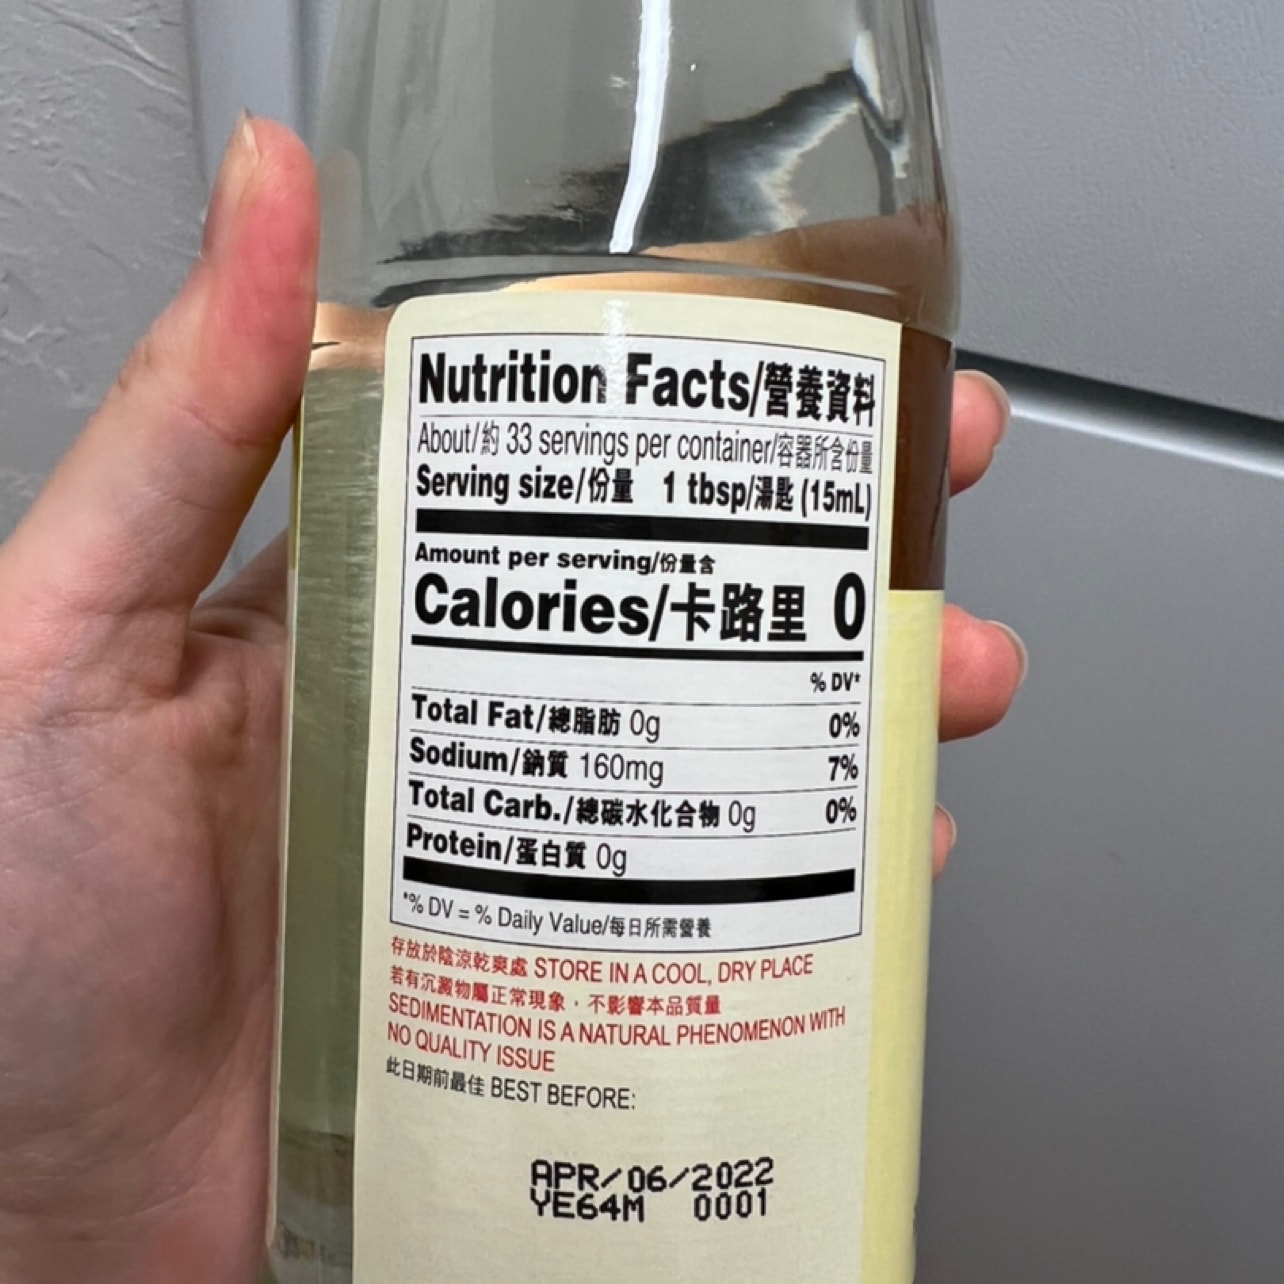 Nutrition Facts/營養資料
About/約 33 servings per container/容器所含份量
Serving size/份量 1 tbsp/湯匙 (15mL)
Amount per serving/份量含
Calories/卡路里 0
% DV*
Total Fat/總脂肪 0g 0%
Sodium/鈉質 160mg 7%
Total Carb./總碳水化合物 0g 0%
Protein/蛋白質 0g
*% DV = % Daily Value/每日所需營養
存放於陰涼乾爽處 STORE IN A COOL, DRY PLACE
若有沉澱物屬正常現象，不影響本品質量
SEDIMENTATION IS A NATURAL PHENOMENON WITH
NO QUALITY ISSUE
此日期前最佳 BEST BEFORE:
APR/06/2022
YE64M 0001